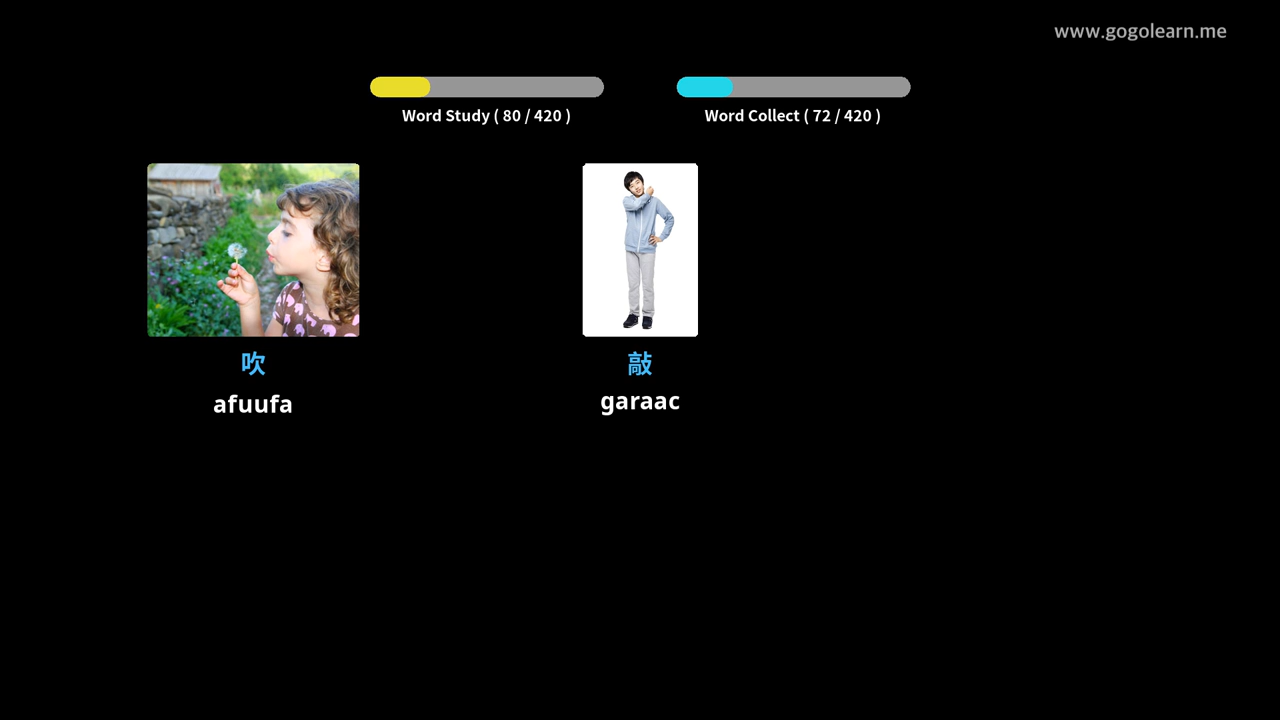 www.gogolearn.me
Word Study ( 80 / 420 )
Word Collect ( 72 / 420 )
吹
afuufa
敲
garaac